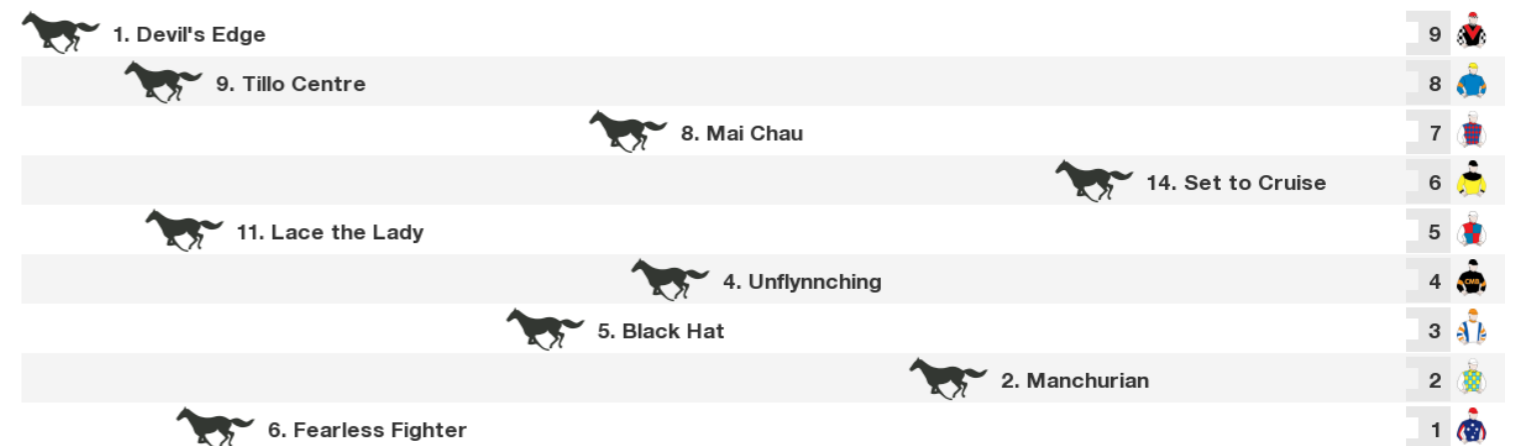 1. Devil's Edge 9
9. Tillo Centre 8
8. Mai Chau 7
14. Set to Cruise 6
11. Lace the Lady 5
4. Unflynnching 4
CMB
5. Black Hat 3
2. Manchurian 2
6. Fearless Fighter 1